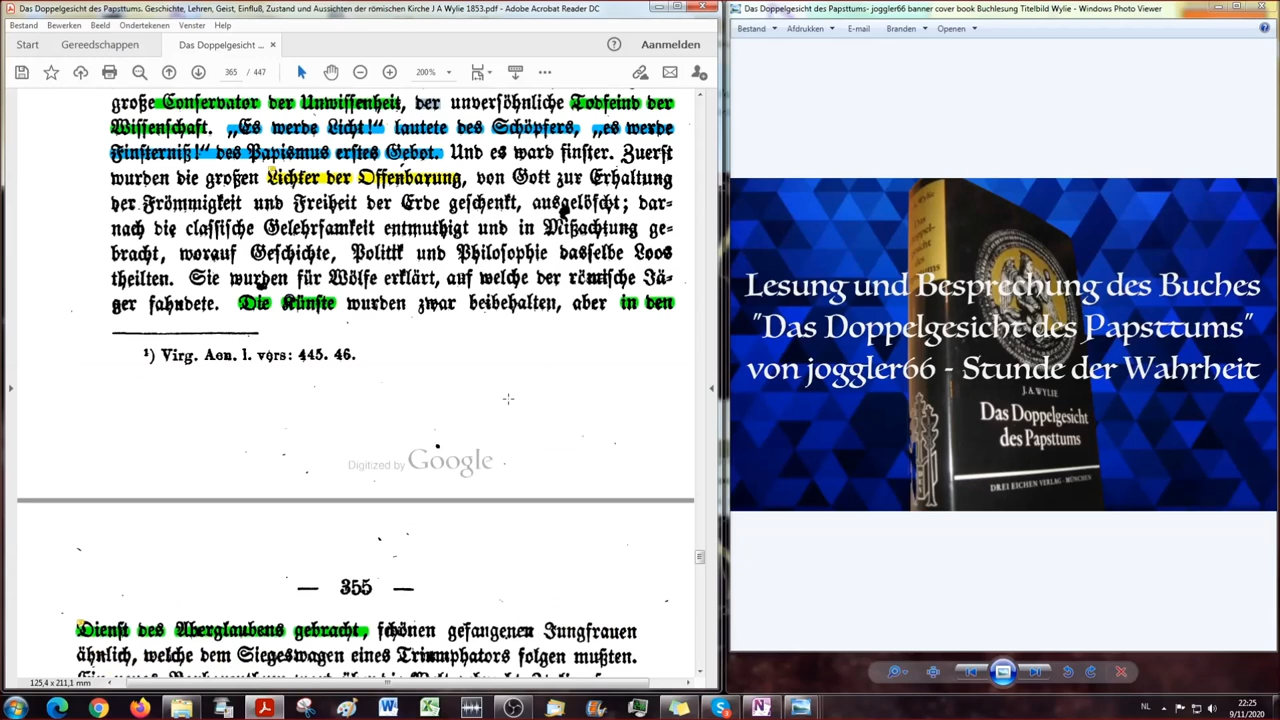 Das Doppelgesicht des Papsttums. Geschichte, Lehren, Geist, Einfluß, Zustand und Aussichten der römischen Kirche J A Wylie 1853.pdf - Adobe Acrobat Reader DC
Bestand Bewerken Beeld Ondertekenen Venster Help
Start Gereedschappen Das Doppelgesicht ... × Anmelden
365 / 447 200%
große Conservator der Unwissenheit, der unversöhnliche Todfeind der
Wissenschaft. „Es werde Licht!“ lautete des Schöpfers, „es werde
Finsterniß!“ des Papismus erstes Gebot. Und es ward finster. Zuerst
wurden die großen Lichter der Offenbarung, von Gott zur Erhaltung
der Frömmigkeit und Freiheit der Erde geschenkt, ausgelöscht; dar-
nach die classische Gelehrsamkeit entmuthigt und in Mißachtung ge-
bracht, worauf Geschichte, Politik und Philosophie dasselbe Loos
theilten. Sie wurden für Wölfe erklärt, auf welche der römische Jä-
ger fahndete. Die Künste wurden zwar beibehalten, aber in den
¹) Virg. Aen. l. vers: 445. 46.
Digitized by Google
— 355 —
Dienst des Aberglaubens gebracht, schönen gefangenen Jungfrauen
ähnlich, welche dem Siegeswagen eines Triumphators folgen mußten.
125,4 x 211,1 mm
Das Doppelgesicht des Papsttums- joggler66 banner cover book Buchlesung Titelbild Wylie - Windows Photo Viewer
Bestand Afdrukken E-mail Branden Openen
Lesung und Besprechung des Buches
"Das Doppelgesicht des Papsttums"
von joggler66 - Stunde der Wahrheit
J.A. WYLIE
Das Doppelgesicht
des Papsttums
DREI EICHEN VERLAG · MÜNCHEN
NL
22:25
9/11/2020